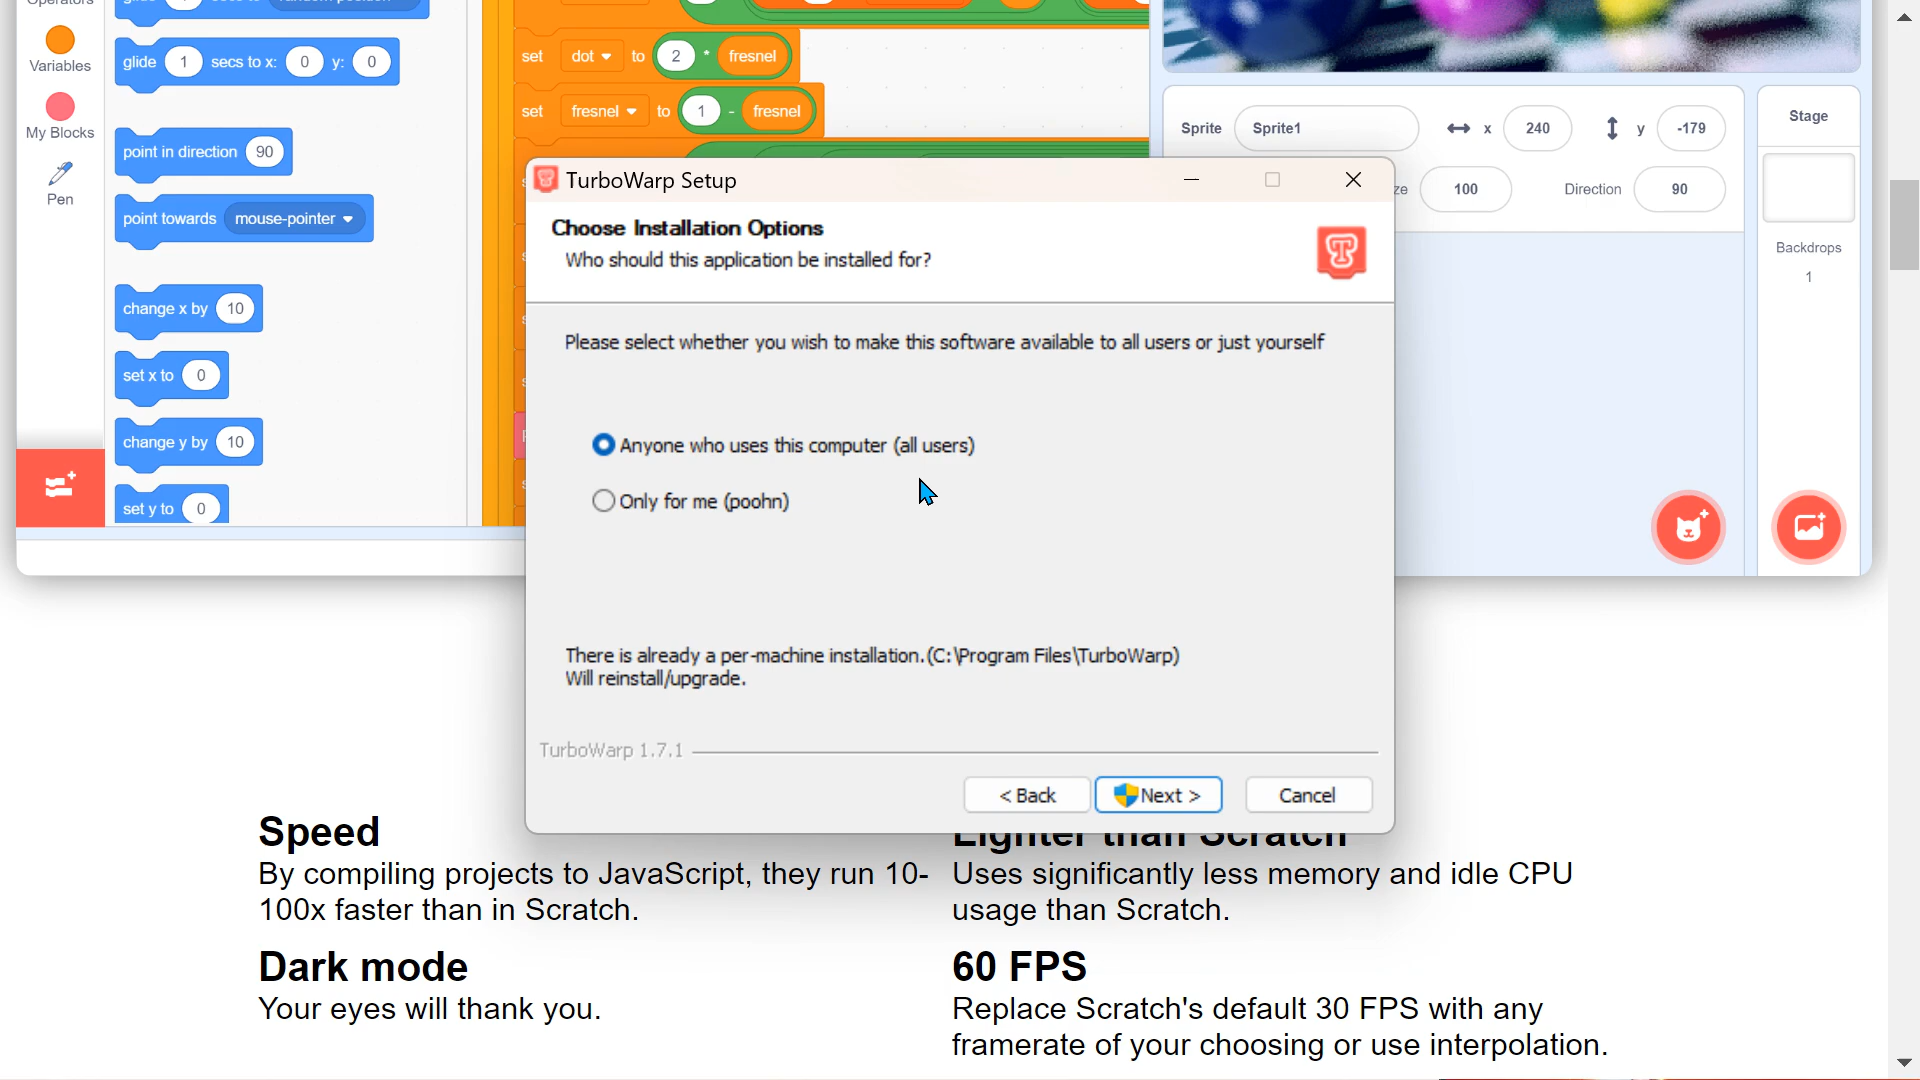 Variables
My Blocks
Pen
glide 1 secs to x: 0 y: 0
point in direction 90
point towards mouse-pointer
change x by 10
set x to 0
change y by 10
set y to 0
set dot to 2 * fresnel
set fresnel to 1 - fresnel
Sprite Sprite1 x 240 y -179
100 Direction 90
Stage
Backdrops
1
TurboWarp Setup
Choose Installation Options
Who should this application be installed for?
Please select whether you wish to make this software available to all users or just yourself
Anyone who uses this computer (all users)
Only for me (poohn)
There is already a per-machine installation.(C:\Program Files\TurboWarp)
Will reinstall/upgrade.
TurboWarp 1.7.1
< Back
Next >
Cancel
Speed
By compiling projects to JavaScript, they run 10-
100x faster than in Scratch.
Lighter than Scratch
Uses significantly less memory and idle CPU
usage than Scratch.
Dark mode
Your eyes will thank you.
60 FPS
Replace Scratch's default 30 FPS with any
framerate of your choosing or use interpolation.